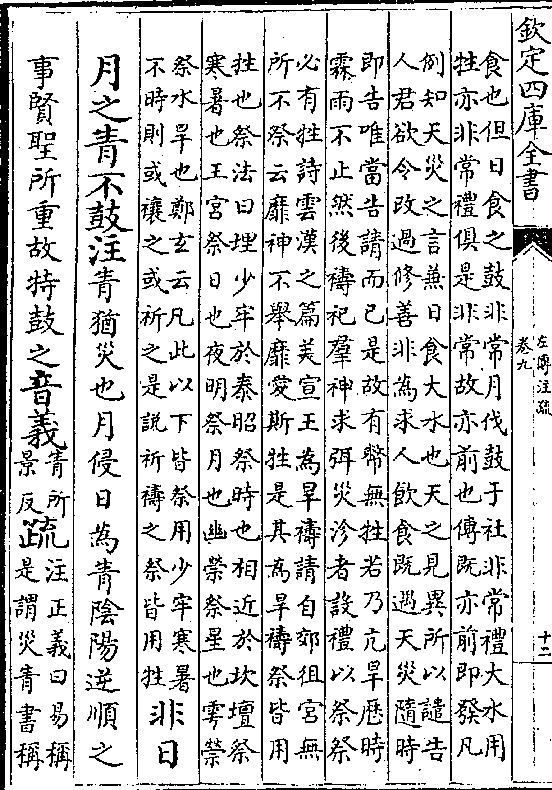 欽定四庫全書
左傳注疏
卷九
十二
食也但日食之鼓非常月伐鼓于社非常禮大水用
牲亦非常禮俱是非常故亦前也傳既亦前即發凡
例知天災之言兼日食大水也天之見異所以譴告
人君欲令改過修善非為求人飲食既遇天災隨時
即告唯當告請而已是故有幣無牲若乃亢旱歷時
霖雨不止然後禱祀羣神求弭災沴者設禮以祭祭
必有牲詩雲漢之篇美宣王為旱禱請自郊徂宮無
所不祭云靡神不舉靡愛斯牲是其為旱禱祭皆用
牲也祭法曰埋少牢於泰昭祭時也相近於坎壇祭
寒暑也王宮祭日也夜明祭月也幽禜祭星也雩禜
祭水旱也鄭玄云凡此以下皆祭用少牢寒暑
不時則或禳之或祈之是說祈禱之祭皆用牲非日
月之眚不鼓注眚猶災也月侵日為眚陰陽逆順之
事賢聖所重故特鼓之音義眚所
景反疏注正義曰易稱
是謂災眚書稱